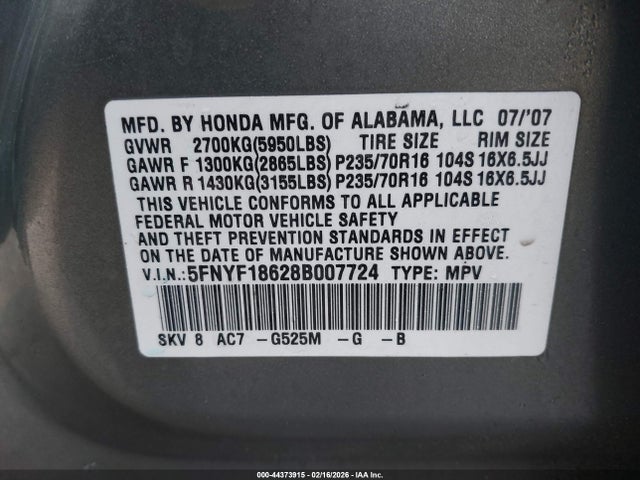 MFD. BY HONDA MFG. OF ALABAMA, LLC 07/'07
GVWR 2700KG(5950LBS) TIRE SIZE RIM SIZE
GAWR F 1300KG(2865LBS) P235/70R16 104S 16X6.5JJ
GAWR R 1430KG(3155LBS) P235/70R16 104S 16X6.5JJ
THIS VEHICLE CONFORMS TO ALL APPLICABLE
FEDERAL MOTOR VEHICLE SAFETY
AND THEFT PREVENTION STANDARDS IN EFFECT
ON THE DATE OF MANUFACTURE SHOWN ABOVE.
V.I.N.: 5FNYF18628B007724 TYPE: MPV
SKV 8 AC7 -G525M -G -B
000-44373915 - 02/16/2026 - IAA Inc.